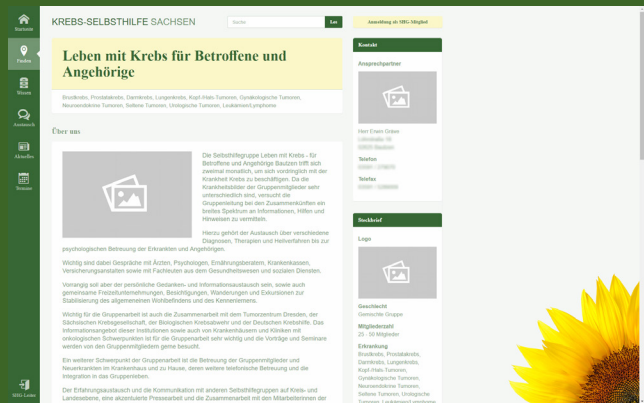 KREBS-SELBSTHILFE SACHSEN
Suche
Los
Anmeldung als SHG-Mitglied
Startseite
Finden
Wissen
Austausch
Aktuelles
Termine
SHG-Leiter
Leben mit Krebs für Betroffene und
Angehörige
Brustkrebs, Prostatakrebs, Darmkrebs, Lungenkrebs, Kopf-/Hals-Tumoren, Gynäkologische Tumoren,
Neuroendokrine Tumoren, Seltene Tumoren, Urologische Tumoren, Leukämien/Lymphome
Über uns
Die Selbsthilfegruppe Leben mit Krebs - für
Betroffene und Angehörige Bautzen trifft sich
zweimal monatlich, um sich vordringlich mit der
Krankheit Krebs zu beschäftigen. Da die
Krankheitsbilder der Gruppenmitglieder sehr
unterschiedlich sind, versucht die
Gruppenleitung bei den Zusammenkünften ein
breites Spektrum an Informationen, Hilfen und
Hinweisen zu vermitteln.
Hierzu gehört der Austausch über verschiedene
Diagnosen, Therapien und Heilverfahren bis zur
psychologischen Betreuung der Erkrankten und Angehörigen.
Wichtig sind dabei Gespräche mit Ärzten, Psychologen, Ernährungsberatern, Krankenkassen,
Versicherungsanstalten sowie mit Fachleuten aus dem Gesundheitswesen und sozialen Diensten.
Vorrangig soll aber der persönliche Gedanken- und Informationsaustausch sein, sowie auch
gemeinsame Freizeitunternehmungen, Besichtigungen, Wanderungen und Exkursionen zur
Stabilisierung des allgemeinen Wohlbefindens und des Kennenlernens.
Wichtig für die Gruppenarbeit ist auch die Zusammenarbeit mit dem Tumorzentrum Dresden, der
Sächsischen Krebsgesellschaft, der Biologischen Krebsabwehr und der Deutschen Krebshilfe. Das
Informationsangebot dieser Institutionen sowie auch von Krankenhäusern und Kliniken mit
onkologischen Schwerpunkten ist für die Gruppenarbeit sehr wichtig und die Vorträge und Seminare
werden von den Gruppenmitgliedern gerne besucht.
Ein weiterer Schwerpunkt der Gruppenarbeit ist die Betreuung der Gruppenmitglieder und
Neuerkrankten im Krankenhaus und zu Hause, deren weitere telefonische Betreuung und die
Integration in das Gruppenleben.
Der Erfahrungsaustausch und die Kommunikation mit anderen Selbsthilfegruppen auf Kreis- und
Landesebene, eine akzentuierte Pressearbeit und die Zusammenarbeit mit den Mitarbeiterinnen der
Kontakt
Ansprechpartner
Herr Erwin Gräve
Telefon
Telefax
Steckbrief
Logo
Geschlecht
Gemischte Gruppe
Mitgliederzahl
25 - 50 Mitglieder
Erkrankung
Brustkrebs, Prostatakrebs,
Darmkrebs, Lungenkrebs,
Kopf-/Hals-Tumoren,
Gynäkologische Tumoren,
Neuroendokrine Tumoren,
Seltene Tumoren, Urologische
Tumoren, Leukämien/Lymphome